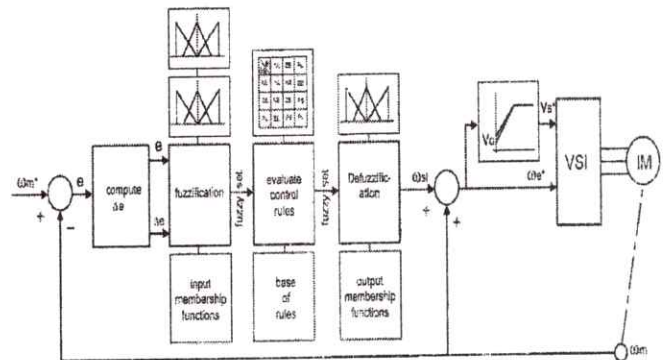 ωm*
+
−
e
compute
Δe
e
Δe
fuzzification
fuzzy set
evaluate
control
rules
fuzzy set
Defuzzific-
ation
ωsl
+
+
Vo
Vs*
ωe*
VSI
IM
input
membership
functions
base
of
rules
output
membership
functions
ωm